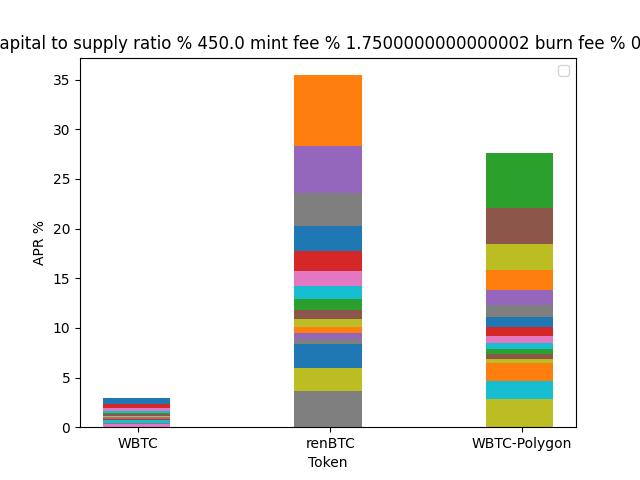 apital to supply ratio % 450.0 mint fee % 1.7500000000000002 burn fee % 0
35
30
25
20
15
10
5
0
APR %
WBTC
renBTC
WBTC-Polygon
Token